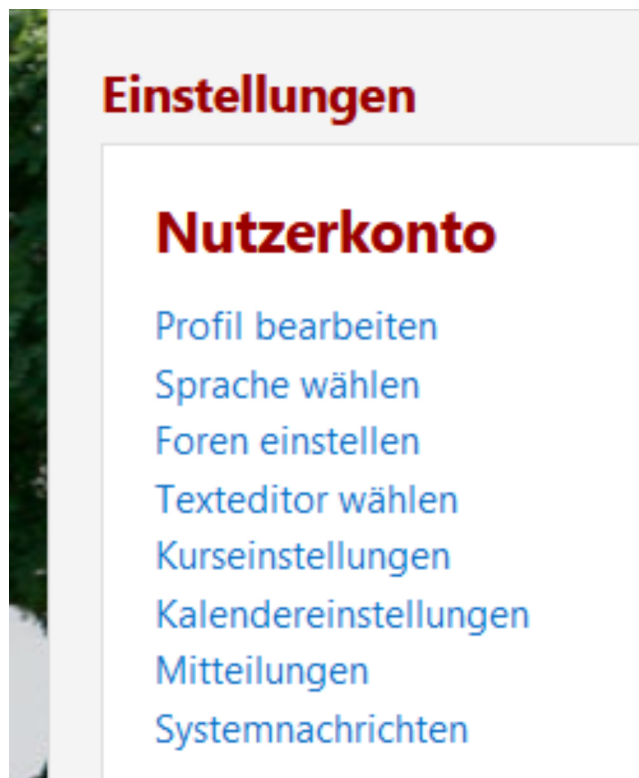 Einstellungen
Nutzerkonto
Profil bearbeiten
Sprache wählen
Foren einstellen
Texteditor wählen
Kurseinstellungen
Kalendereinstellungen
Mitteilungen
Systemnachrichten